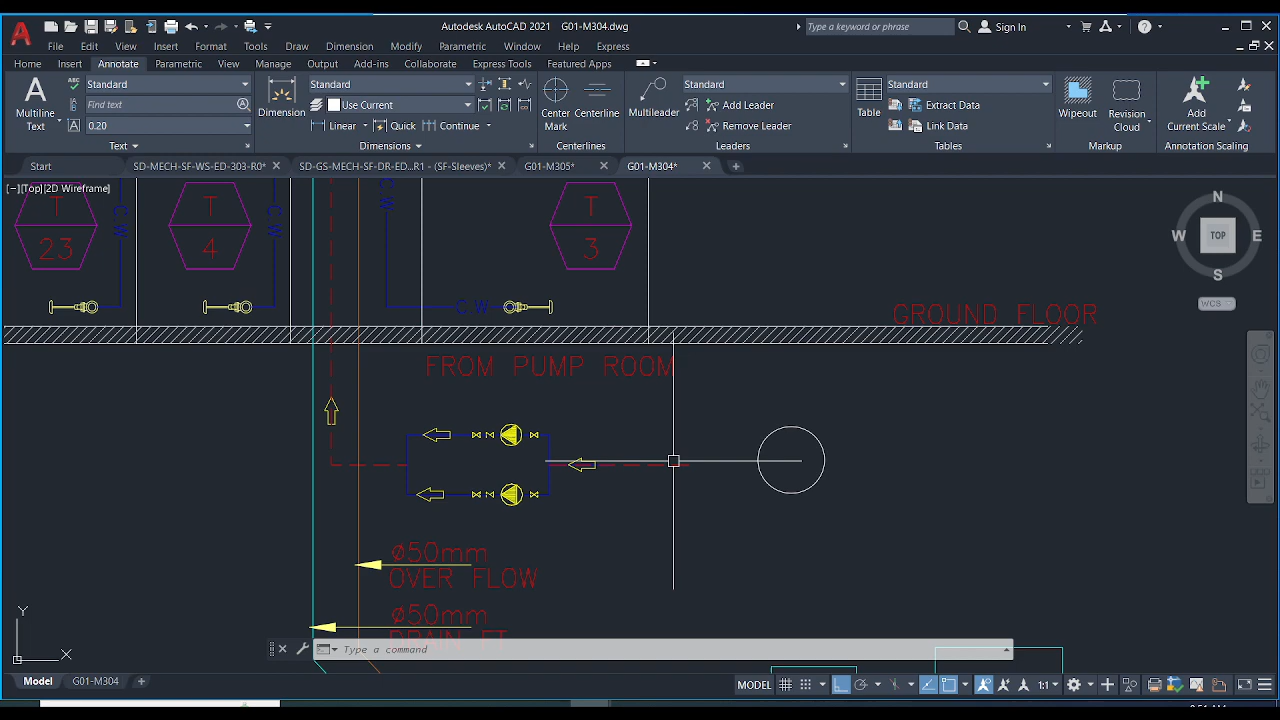 Autodesk AutoCAD 2021 G01-M304.dwg
Type a keyword or phrase
Sign In
File Edit View Insert Format Tools Draw Dimension Modify Parametric Window Help Express
Home Insert Annotate Parametric View Manage Output Add-ins Collaborate Express Tools Featured Apps
Multiline Text
Standard
Find text
0.20
Text
Dimension
Standard
Use Current
Linear Quick Continue
Dimensions
Center Mark
Centerline
Centerlines
Multileader
Standard
Add Leader
Remove Leader
Leaders
Table
Standard
Extract Data
Link Data
Tables
Wipeout
Revision Cloud
Markup
Add Current Scale
Annotation Scaling
Start SD-MECH-SF-WS-ED-303-R0* SD-GS-MECH-SF-DR-ED...R1 - (SF-Sleeves)* G01-M305* G01-M304*
[−][Top][2D Wireframe]
N
W TOP E
S
WCS
T
23
C.W
T
4
C.W
C.W
T
3
C.W
GROUND FLOOR
FROM PUMP ROOM
ø50mm
OVER FLOW
ø50mm
DRAIN FT
Y
X
Type a command
Model G01-M304
MODEL
1:1